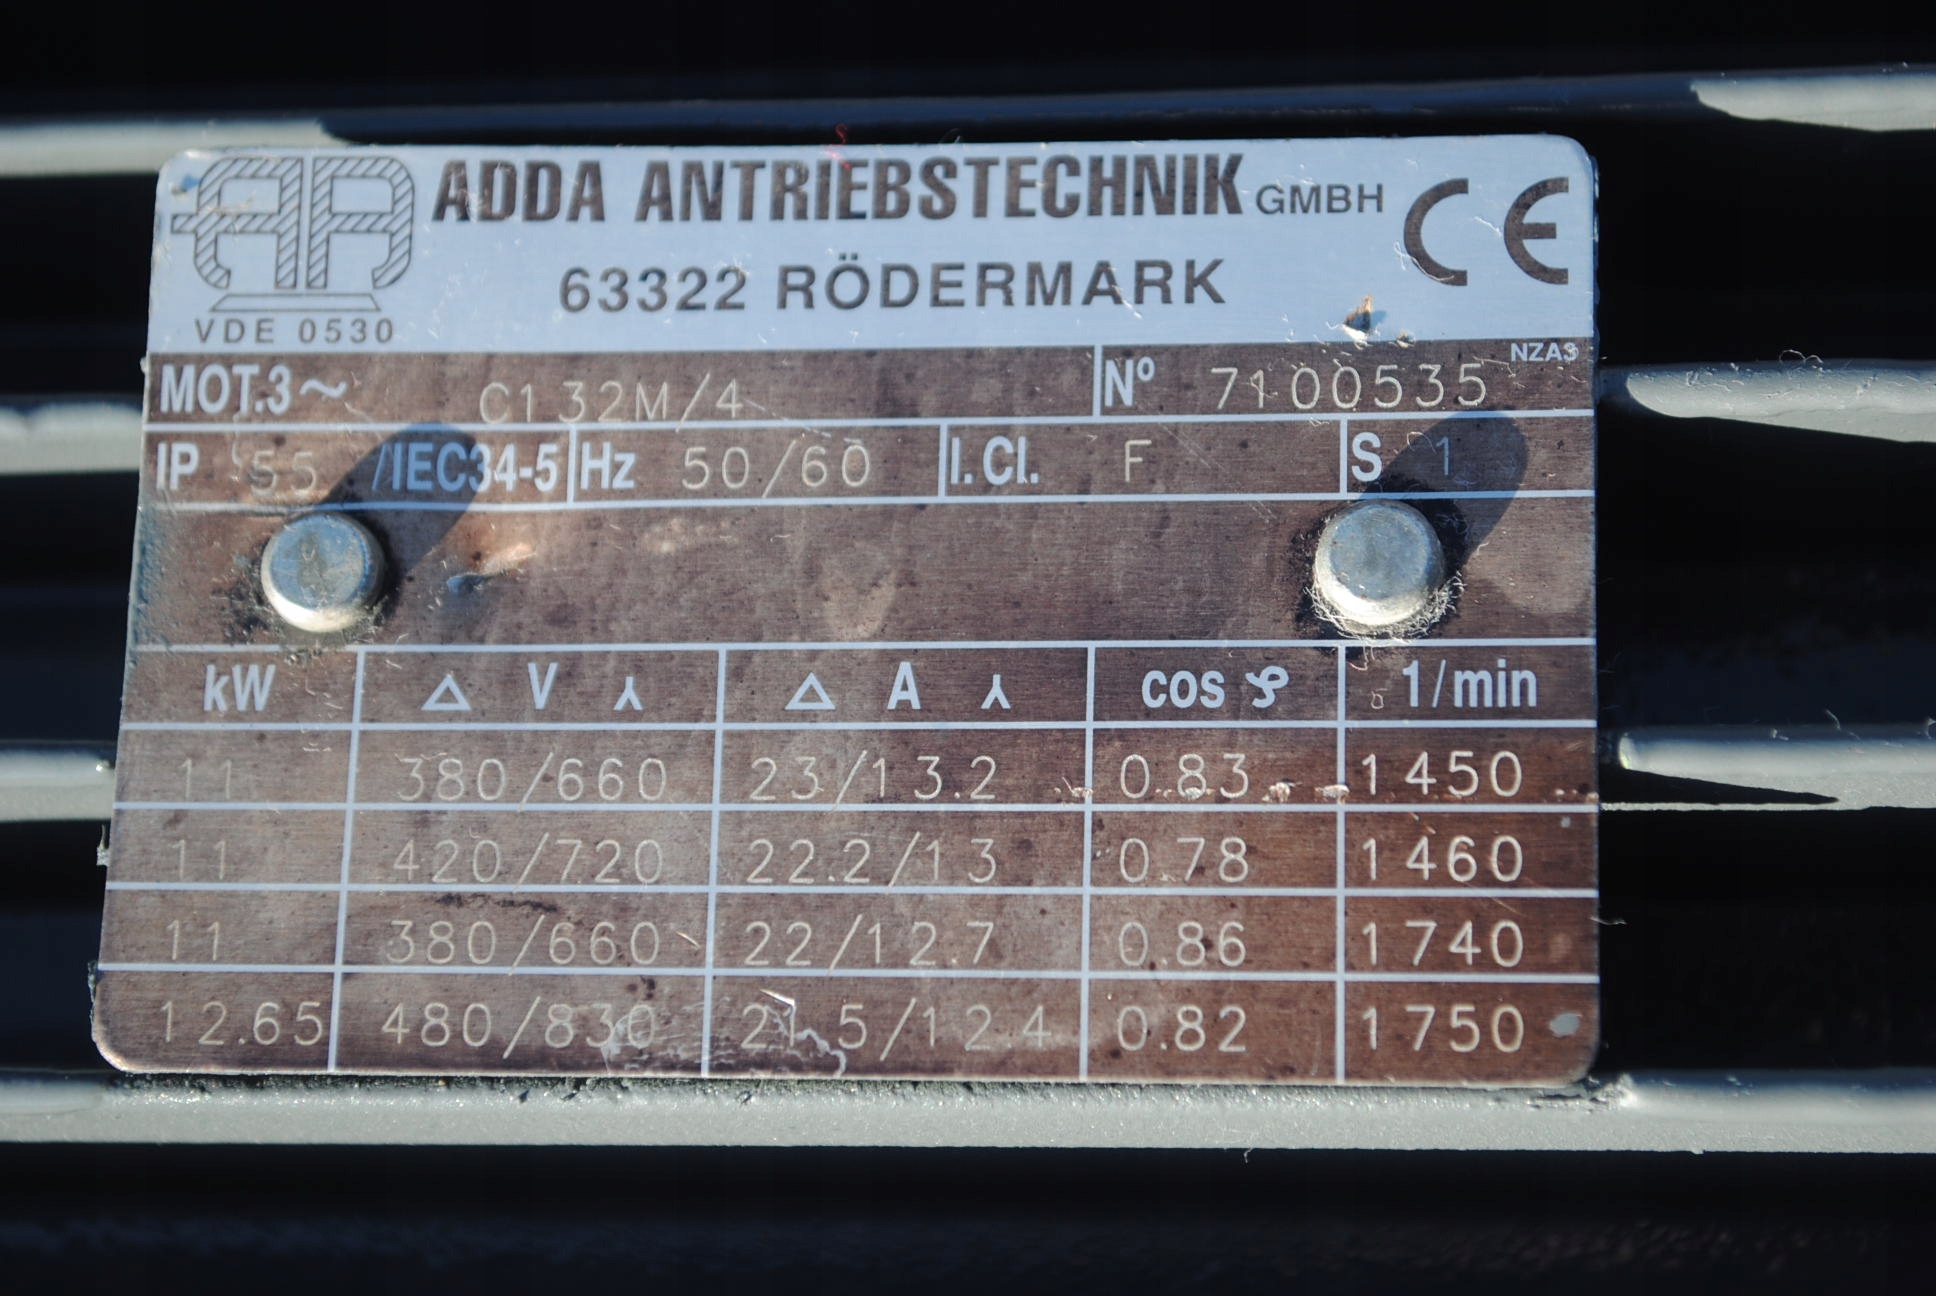 ADDA ANTRIEBSTECHNIK GMBH CE
63322 RÖDERMARK
VDE 0530
NZA3
MOT.3~ C132M/4 Nº 7100535
IP 55 /IEC34-5 Hz 50/60 I.Cl. F S 1
kW △ V ⅄ △ A ⅄ cos φ 1/min
11 380/660 23/13.2 0.83 1450
11 420/720 22.2/13 0.78 1460
11 380/660 22/12.7 0.86 1740
12.65 480/830 21.5/12.4 0.82 1750